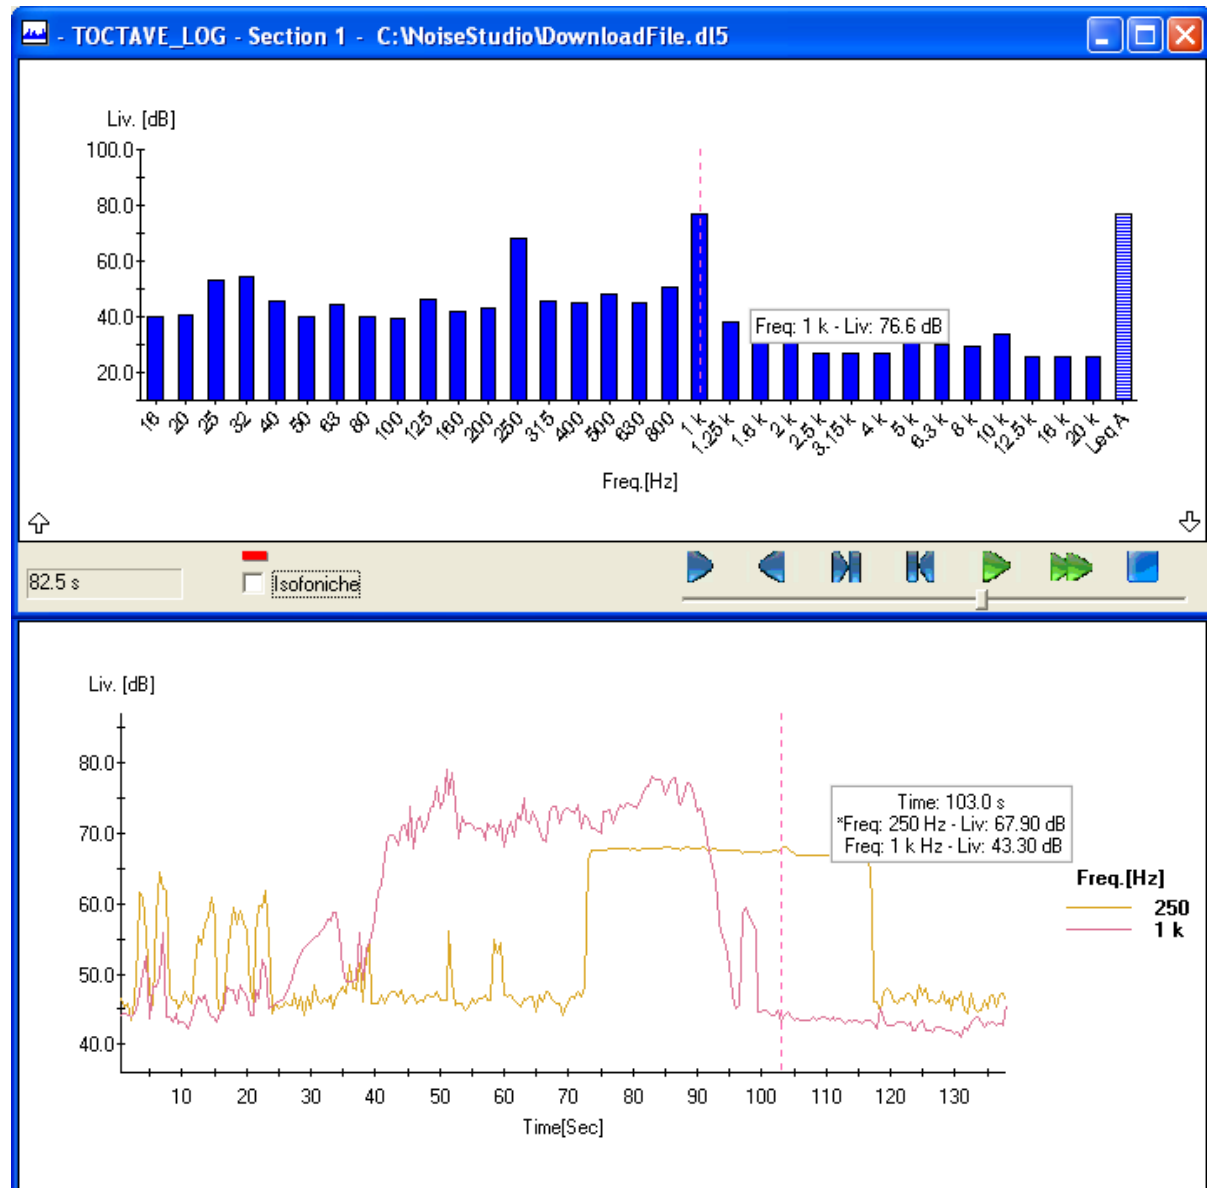 - TOCTAVE_LOG - Section 1 - C:\NoiseStudio\DownloadFile.dl5
Liv. [dB]
100.0
80.0
60.0
40.0
20.0
Freq: 1 k - Liv: 76.6 dB
16 20 25 32 40 50 63 80 100 125 160 200 250 315 400 500 630 800 1 k 1.25 k 1.6 k 2 k 2.5 k 3.15 k 4 k 5 k 6.3 k 8 k 10 k 12.5 k 16 k 20 k Leq A
Freq.[Hz]
82.5 s
Isofoniche
Liv. [dB]
80.0
70.0
60.0
50.0
40.0
Time: 103.0 s
*Freq: 250 Hz - Liv: 67.90 dB
Freq: 1 k Hz - Liv: 43.30 dB
Freq.[Hz]
250
1 k
10 20 30 40 50 60 70 80 90 100 110 120 130
Time[Sec]